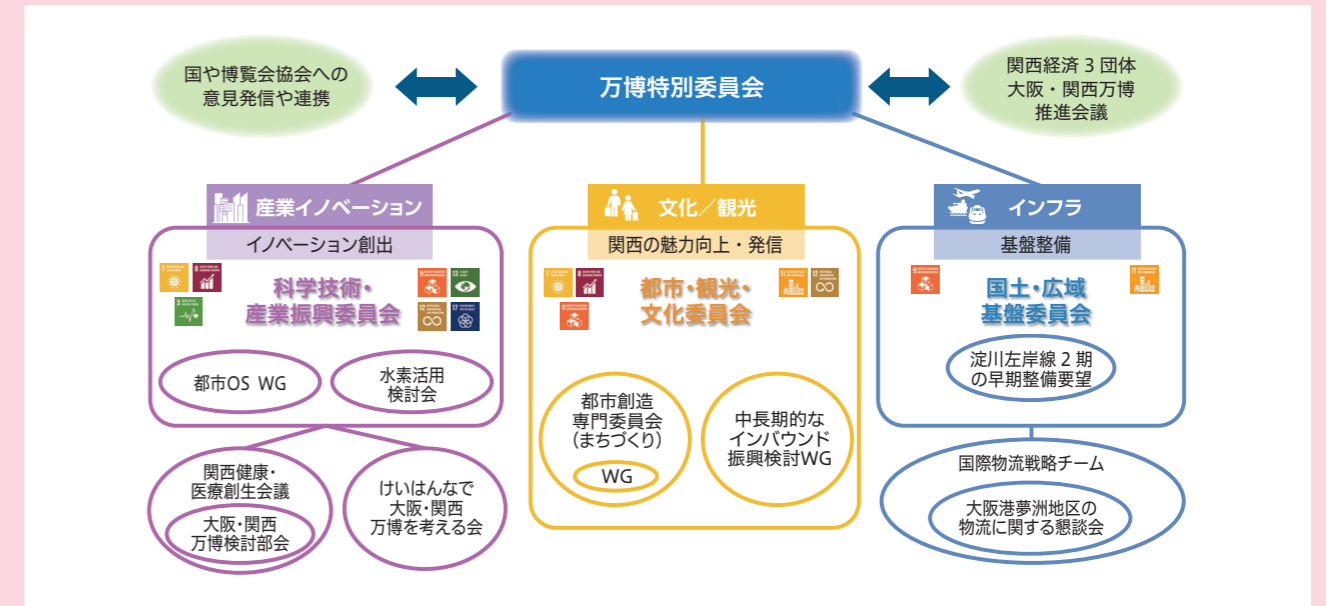 国や博覧会協会への
意見発信や連携
万博特別委員会
関西経済3団体
大阪・関西万博
推進会議
産業イノベーション
イノベーション創出
科学技術・
産業振興委員会
都市OS WG
水素活用
検討会
関西健康・
医療創生会議
大阪・関西
万博検討部会
けいはんなで
大阪・関西
万博を考える会
文化／観光
関西の魅力向上・発信
都市・観光・
文化委員会
都市創造
専門委員会
（まちづくり）
WG
中長期的な
インバウンド
振興検討WG
インフラ
基盤整備
国土・広域
基盤委員会
淀川左岸線2期
の早期整備要望
国際物流戦略チーム
大阪港夢洲地区の
物流に関する懇談会